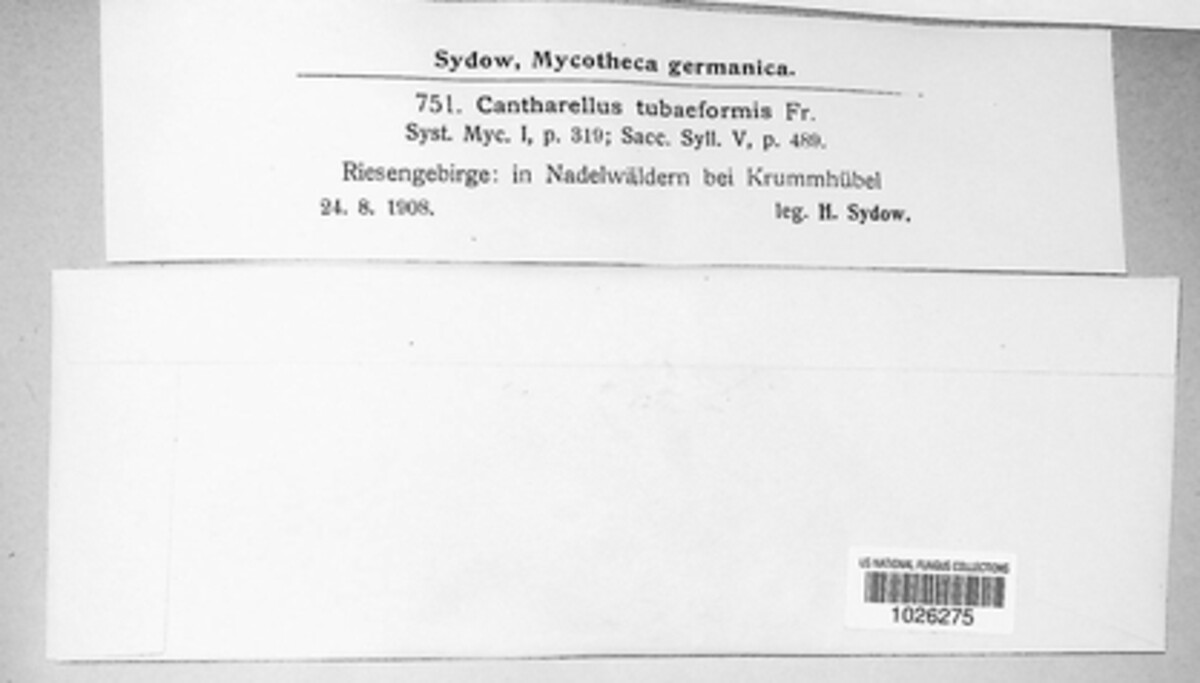 Sydow, Mycotheca germanica.
751. Cantharellus tubaeformis Fr.
Syst. Myc. I, p. 319; Sacc. Syll. V, p. 489.
Riesengebirge: in Nadelwäldern bei Krummhübel
24. 8. 1908. leg. H. Sydow.
US NATIONAL FUNGUS COLLECTIONS
1026275